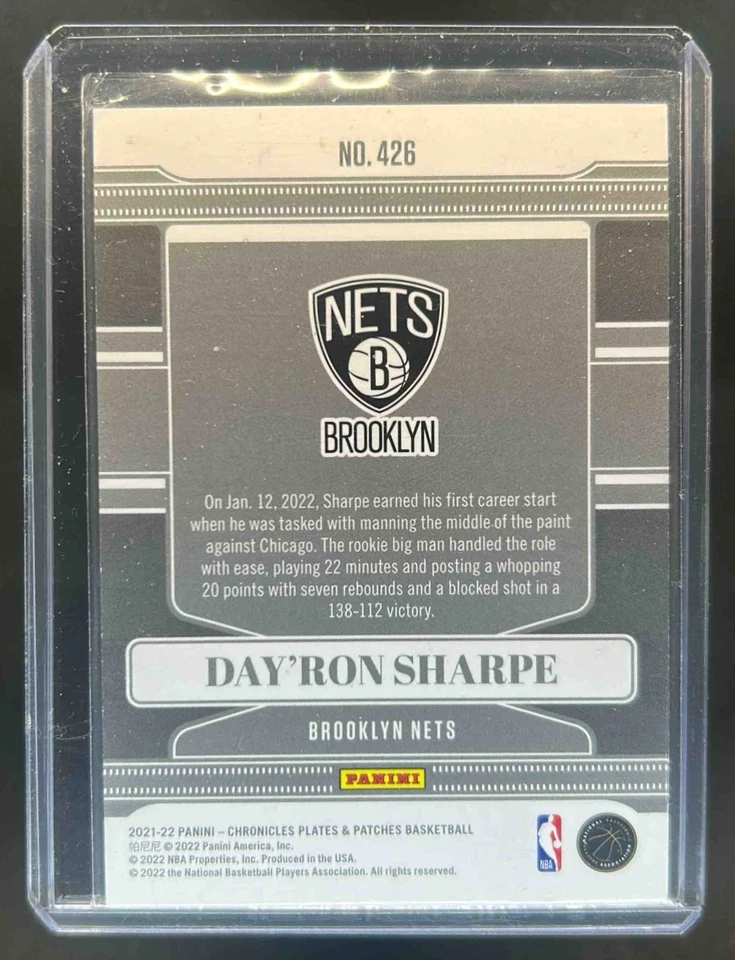 NO. 426
NETS
B
BROOKLYN
On Jan. 12, 2022, Sharpe earned his first career start
when he was tasked with manning the middle of the paint
against Chicago. The rookie big man handled the role
with ease, playing 22 minutes and posting a whopping
20 points with seven rebounds and a blocked shot in a
138-112 victory.
DAY'RON SHARPE
BROOKLYN NETS
PANINI
2021-22 PANINI – CHRONICLES PLATES & PATCHES BASKETBALL
帕尼尼 © 2022 Panini America, Inc.
© 2022 NBA Properties, Inc. Produced in the USA.
© 2022 the National Basketball Players Association. All rights reserved.
NBA